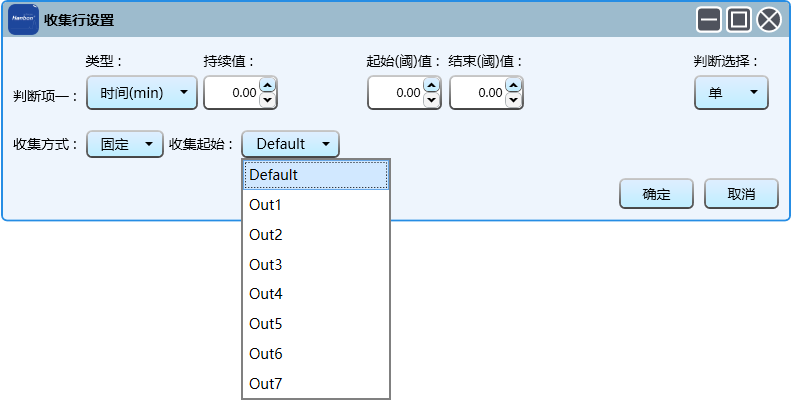 Hanbon
收集行设置
类型：
持续值：
起始(阈)值：
结束(阈)值：
判断选择：
判断项一：
时间(min)
0.00
0.00
0.00
单
收集方式：
固定
收集起始：
Default
Default
Out1
Out2
Out3
Out4
Out5
Out6
Out7
确定
取消